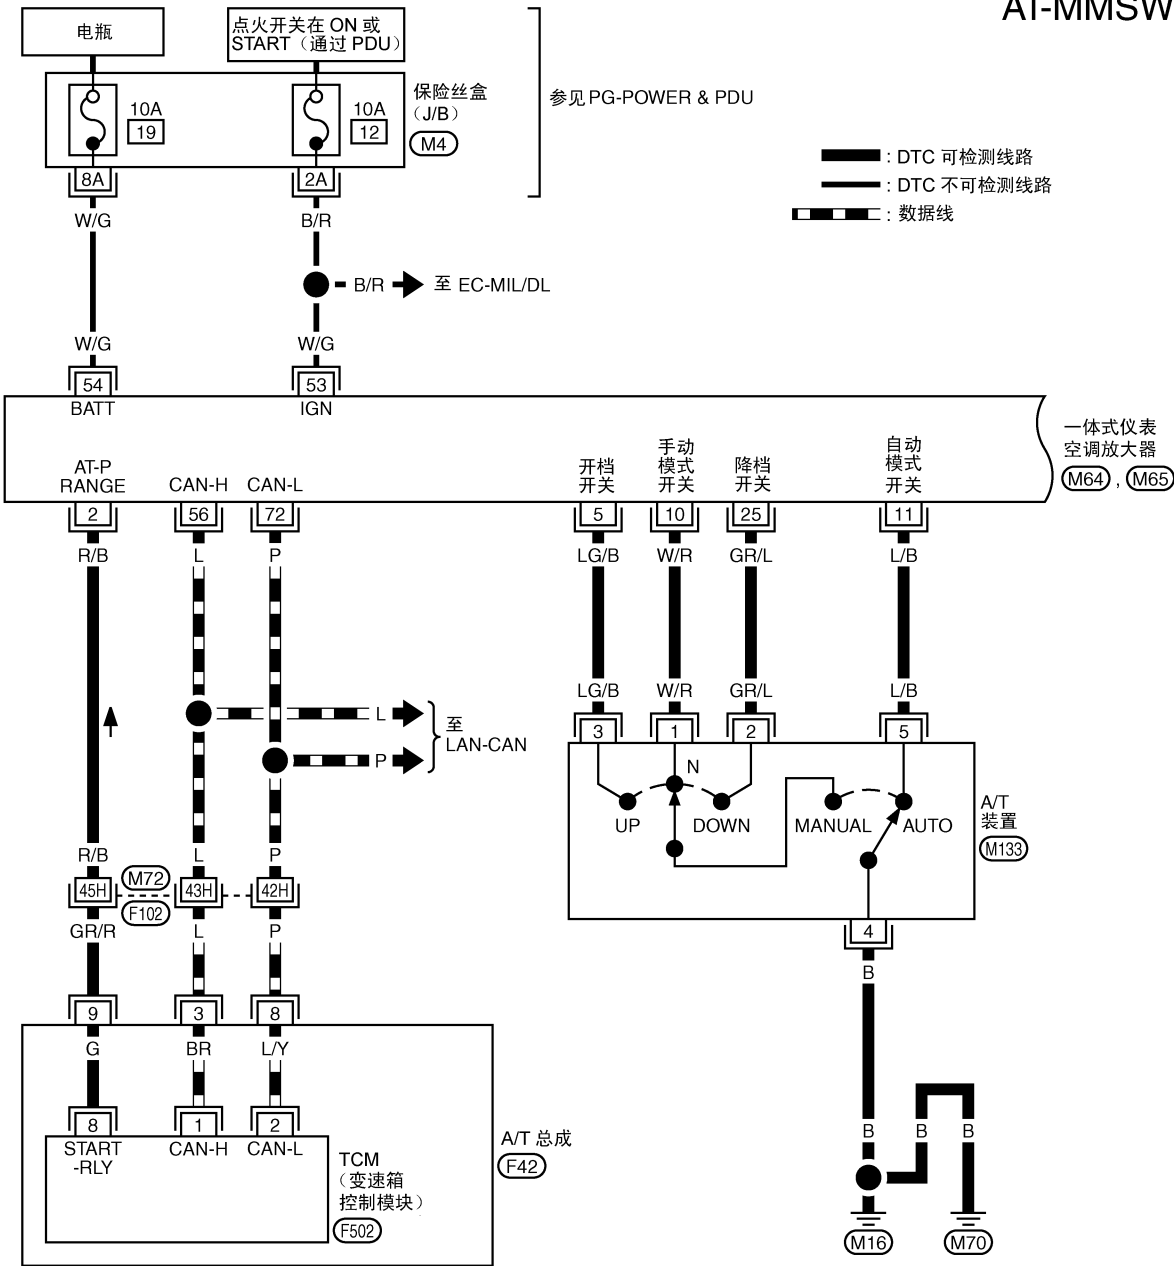 AT-MMSW
电瓶
点火开关在 ON 或
START（通过 PDU）
10A
19
10A
12
保险丝盒
（J/B）
M4
参见 PG-POWER & PDU
: DTC 可检测线路
: DTC 不可检测线路
: 数据线
8A
2A
W/G
B/R
B/R
至 EC-MIL/DL
W/G
W/G
54
53
BATT
IGN
AT-P
RANGE
CAN-H
CAN-L
开档
开关
手动
模式
开关
降档
开关
自动
模式
开关
一体式仪表
空调放大器
M64 , M65
2
56
72
5
10
25
11
R/B
L
P
LG/B
W/R
GR/L
L/B
LG/B
W/R
GR/L
L/B
L
P
至
LAN-CAN
3
1
2
5
N
UP
DOWN
MANUAL
AUTO
A/T
装置
M133
R/B
L
P
45H
M72
43H
42H
F102
GR/R
L
P
4
B
9
3
8
G
BR
L/Y
8
1
2
START
-RLY
CAN-H
CAN-L
TCM
（变速箱
控制模块）
F502
A/T 总成
F42
B
B
B
M16
M70